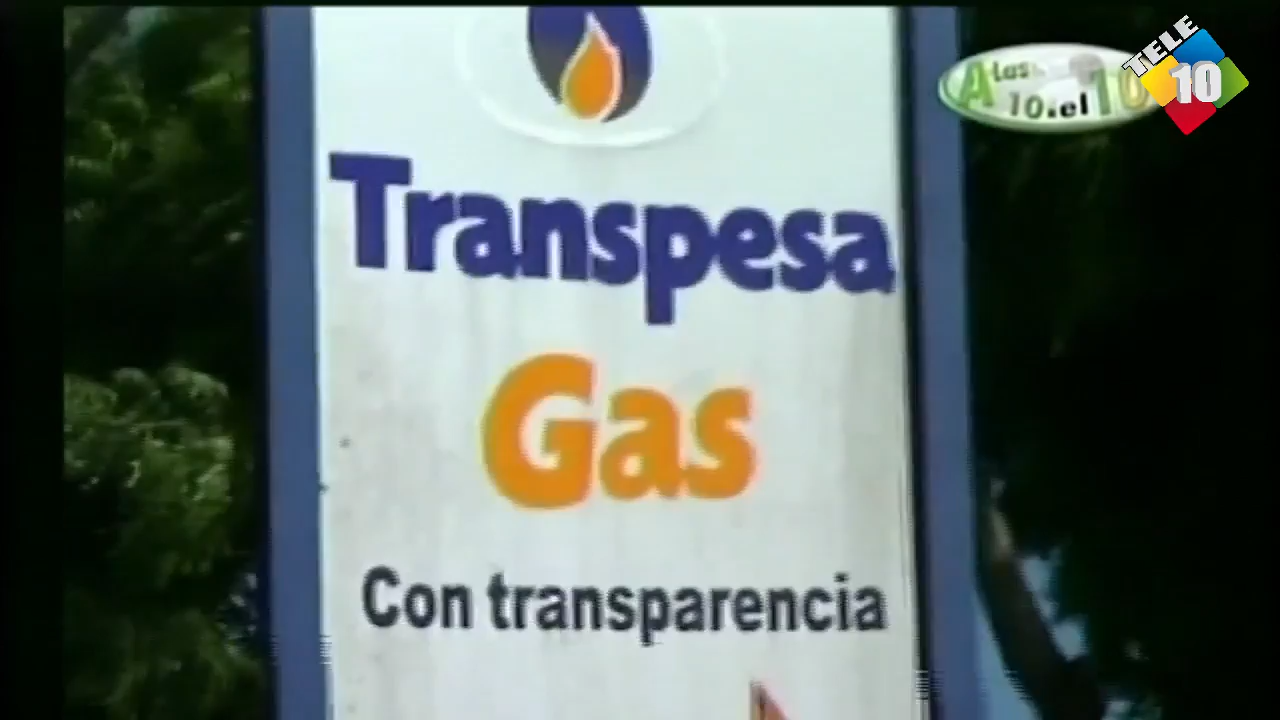 TELE
10
A Las
10.el 10
Transpesa
Gas
Con transparencia